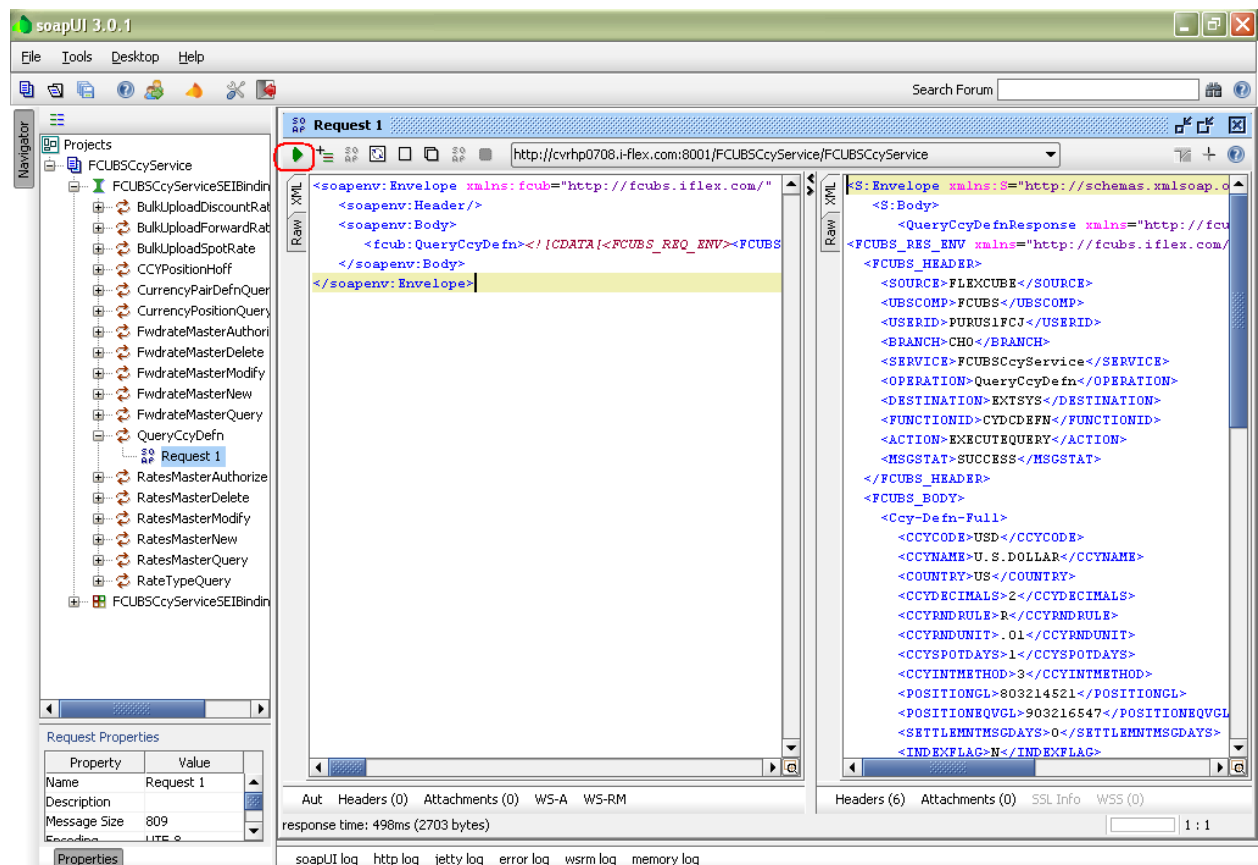 soapUI 3.0.1
File Tools Desktop Help
Search Forum
Navigator
Projects
FCUBSCcyService
FCUBSCcyServiceSEIBindin
BulkUploadDiscountRat
BulkUploadForwardRat
BulkUploadSpotRate
CCYPositionHoff
CurrencyPairDefnQuer
CurrencyPositionQuery
FwdrateMasterAuthori
FwdrateMasterDelete
FwdrateMasterModify
FwdrateMasterNew
FwdrateMasterQuery
QueryCcyDefn
Request 1
RatesMasterAuthorize
RatesMasterDelete
RatesMasterModify
RatesMasterNew
RatesMasterQuery
RateTypeQuery
FCUBSCcyServiceSEIBindin
Request Properties
Property Value
Name Request 1
Description
Message Size 809
Encoding UTF-8
Properties
Request 1
http://cvrhp0708.i-flex.com:8001/FCUBSCcyService/FCUBSCcyService
XML
Raw
<soapenv:Envelope xmlns:fcub="http://fcubs.iflex.com/"
<soapenv:Header/>
<soapenv:Body>
<fcub:QueryCcyDefn><![CDATA[<FCUBS_REQ_ENV><FCUBS
</soapenv:Body>
</soapenv:Envelope>
Aut Headers (0) Attachments (0) WS-A WS-RM
XML
Raw
<S:Envelope xmlns:S="http://schemas.xmlsoap.o
<S:Body>
<QueryCcyDefnResponse xmlns="http://fcu
<FCUBS_RES_ENV xmlns="http://fcubs.iflex.com/
<FCUBS_HEADER>
<SOURCE>FLEXCUBE</SOURCE>
<UBSCOMP>FCUBS</UBSCOMP>
<USERID>PURUS1FCJ</USERID>
<BRANCH>CHO</BRANCH>
<SERVICE>FCUBSCcyService</SERVICE>
<OPERATION>QueryCcyDefn</OPERATION>
<DESTINATION>EXTSYS</DESTINATION>
<FUNCTIONID>CYDCDEFN</FUNCTIONID>
<ACTION>EXECUTEQUERY</ACTION>
<MSGSTAT>SUCCESS</MSGSTAT>
</FCUBS_HEADER>
<FCUBS_BODY>
<Ccy-Defn-Full>
<CCYCODE>USD</CCYCODE>
<CCYNAME>U.S.DOLLAR</CCYNAME>
<COUNTRY>US</COUNTRY>
<CCYDECIMALS>2</CCYDECIMALS>
<CCYRNDRULE>R</CCYRNDRULE>
<CCYRNDUNIT>.01</CCYRNDUNIT>
<CCYSPOTDAYS>1</CCYSPOTDAYS>
<CCYINTMETHOD>3</CCYINTMETHOD>
<POSITIONGL>803214521</POSITIONGL>
<POSITIONEQVGL>903216547</POSITIONEQVGL
<SETTLEMNTMSGDAYS>0</SETTLEMNTMSGDAYS>
<INDEXFLAG>N</INDEXFLAG>
Headers (6) Attachments (0) SSL Info WSS (0)
response time: 498ms (2703 bytes)
1 : 1
soapUI log http log jetty log error log wsrm log memory log